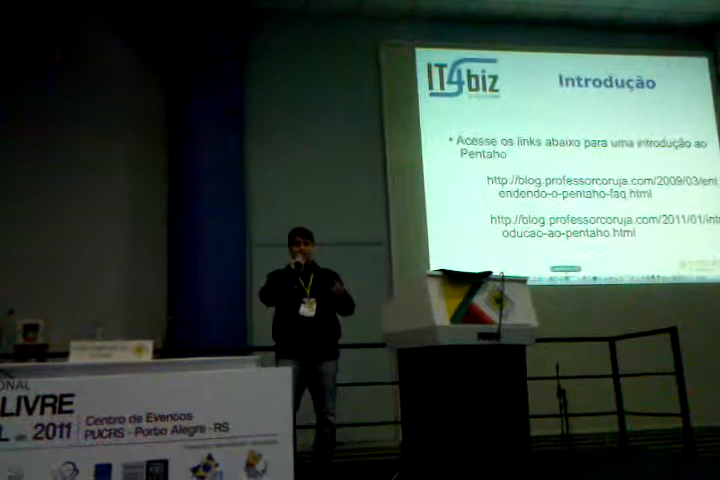 IT4biz
Introdução
• Acesse os links abaixo para uma introdução ao
Pentaho
http://blog.professorcoruja.com/2009/03/ent
endendo-o-pentaho-faq.html
http://blog.professorcoruja.com/2011/01/int
oducao-ao-pentaho.html
ONAL
LIVRE
2011
Centro de Eventos
PUCRS - Porto Alegre - RS